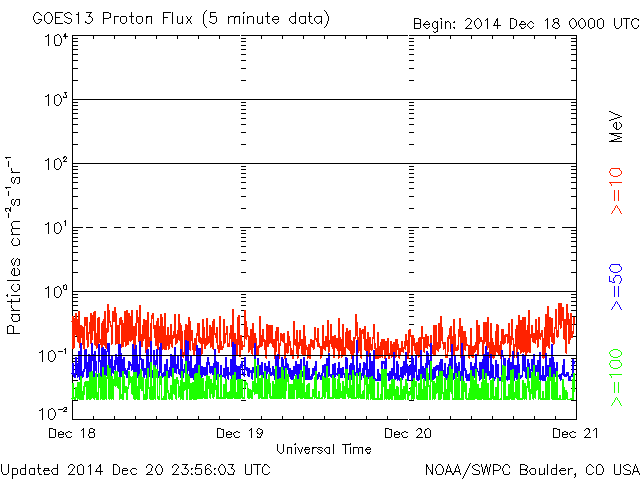 GOES13 Proton Flux (5 minute data)
Begin: 2014 Dec 18 0000 UTC
10⁴
10³
10²
10¹
10⁰
10⁻¹
10⁻²
Particles cm⁻²s⁻¹sr⁻¹
MeV
>=10
>=50
>=100
Dec 18
Dec 19
Dec 20
Dec 21
Universal Time
Updated 2014 Dec 20 23:56:03 UTC
NOAA/SWPC Boulder, CO USA